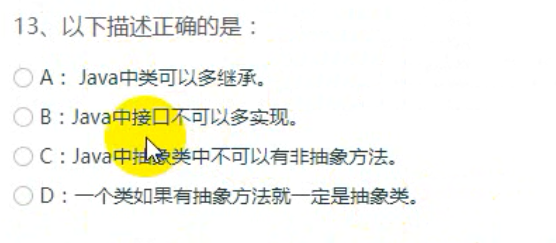 13、以下描述正确的是：
A： Java中类可以多继承。
B：Java中接口不可以多实现。
C：Java中抽象类中不可以有非抽象方法。
D：一个类如果有抽象方法就一定是抽象类。